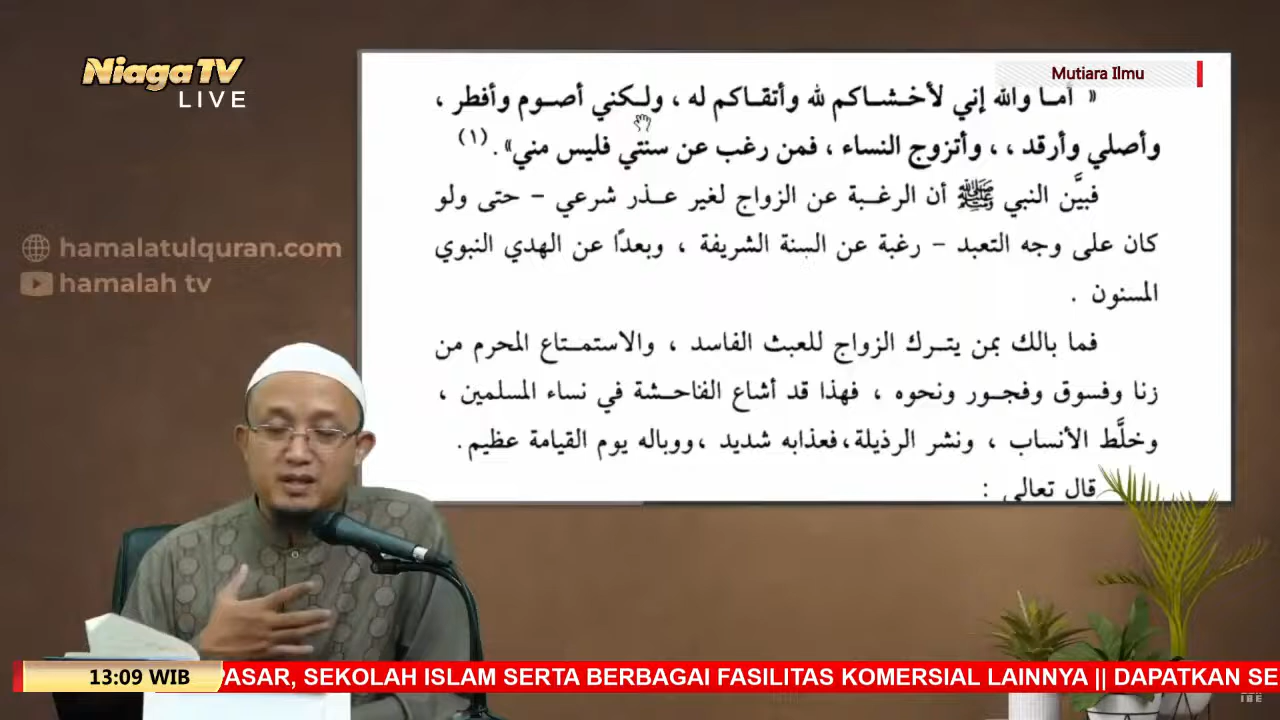 NiagaTV
LIVE
Mutiara Ilmu
« أما والله إني لأخشاكم لله وأتقاكم له ، ولكني أصوم وأفطر ،
وأصلي وأرقد ، ، وأتزوج النساء ، فمن رغب عن سنتي فليس مني» . (١)
فبيَّن النبي ﷺ أن الرغبة عن الزواج لغير عذر شرعي – حتى ولو
كان على وجه التعبد – رغبة عن السنة الشريفة ، وبعدًا عن الهدي النبوي
المسنون .
فما بالك بمن يترك الزواج للعبث الفاسد ، والاستمتاع المحرم من
زنا وفسوق وفجور ونحوه ، فهذا قد أشاع الفاحشة في نساء المسلمين ،
وخلَّط الأنساب ، ونشر الرذيلة،فعذابه شديد ،ووباله يوم القيامة عظيم.
قال تعالى :
hamalatulquran.com
hamalah tv
13:09 WIB
PASAR, SEKOLAH ISLAM SERTA BERBAGAI FASILITAS KOMERSIAL LAINNYA || DAPATKAN SE